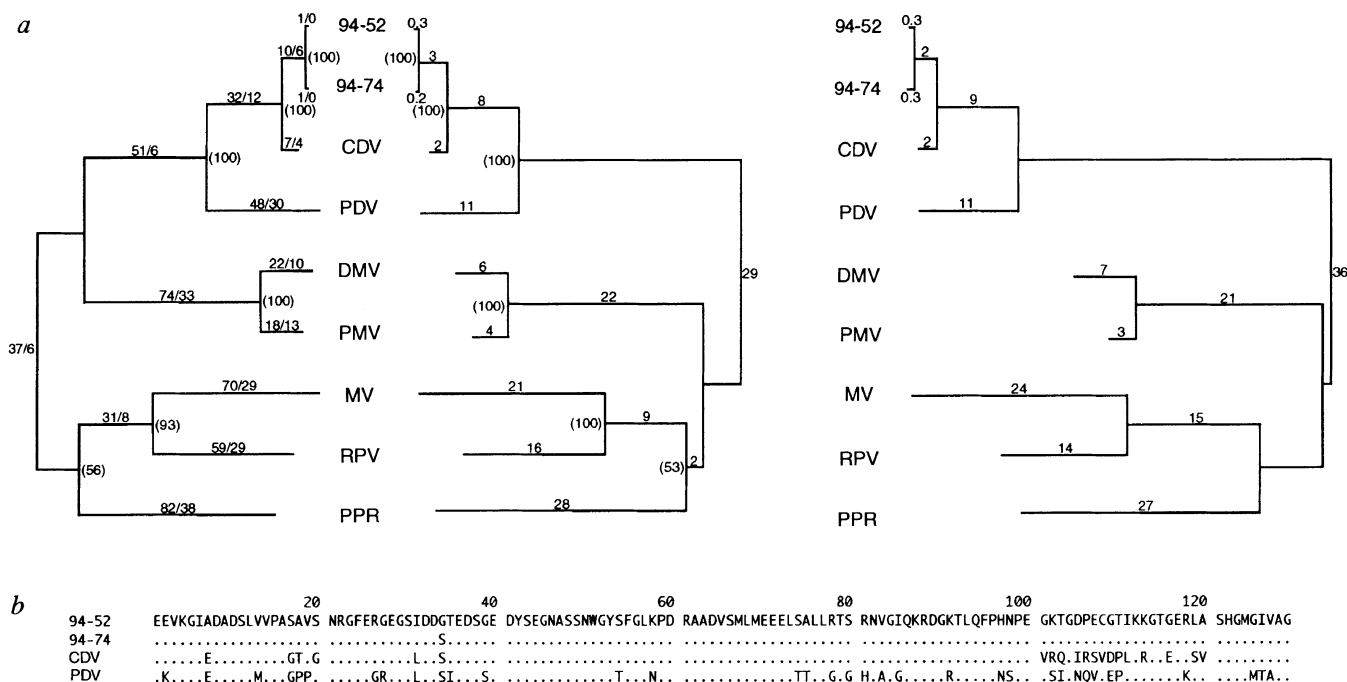 a
1/0 94-52 0.3 0.3 94-52
10/6 (100) (100) 3 2
1/0 94-74 0.2 0.3 94-74
32/12 (100) (100) 8 9
7/4 CDV 2 2 CDV
51/6 (100) (100)
48/30 PDV 11 11 PDV
22/10 DMV 6 7 DMV
74/33 (100) (100) 22 29 21 36
18/13 PMV 4 3 PMV
37/6
70/29 MV 21 24 MV
31/8 (93) (100) 9 15
59/29 RPV 16 14 RPV
(56) (53) 2
82/38 PPR 28 27 PPR
b
20 40 60 80 100 120
94-52 EEVKGIADADSLVVPASAVS NRGFERGEGSIDDGTEDSGE DYSEGNASSNWGYSFGLKPD RAADVSMLMEEELSALLRTS RNVGIQKRDGKTLQFPHNPE GKTGDPECGTIKKGTGERLA SHGMGIVAG
94-74 .................... .............S...... .................... .................... .................... .................... .........
CDV ......E........GT.G ...........L..S..... .................... .................... .................... VRQ.IRSVDPL.R..E..SV .........
PDV .K....E.....M...GPP. .....GR...L..SI...S. ............T...N.. .............TT...G.G H.A.G.......R.....NS. .SI.NQV.EP.......K.. ....MTA..